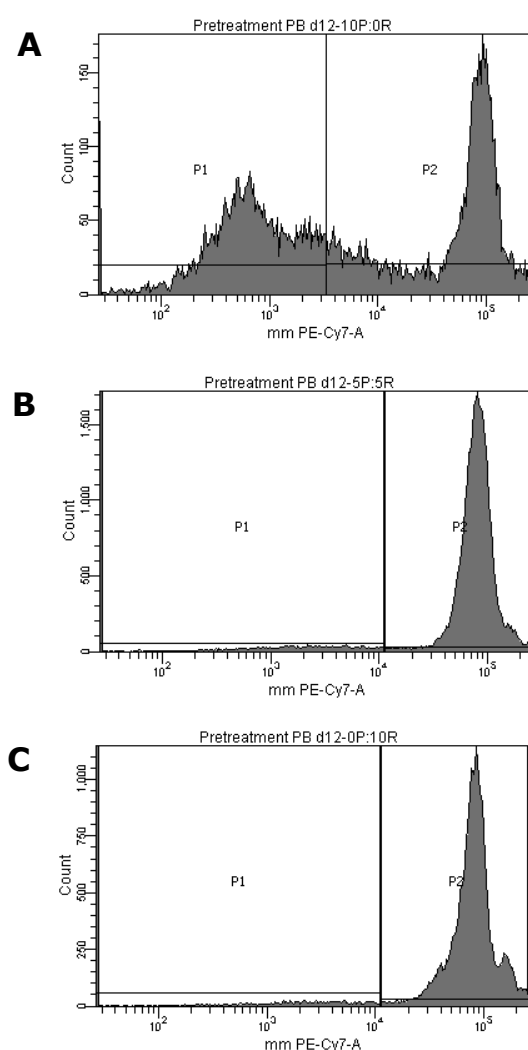 A
Pretreatment PB d12-10P:0R
150
100
50
0
Count
P1
P2
10²
10³
10⁴
10⁵
mm PE-Cy7-A
B
Pretreatment PB d12-5P:5R
1,500
1,000
500
0
Count
P1
P2
10²
10³
10⁴
10⁵
mm PE-Cy7-A
C
Pretreatment PB d12-0P:10R
1,000
750
500
250
0
Count
P1
P2
10²
10³
10⁴
10⁵
mm PE-Cy7-A